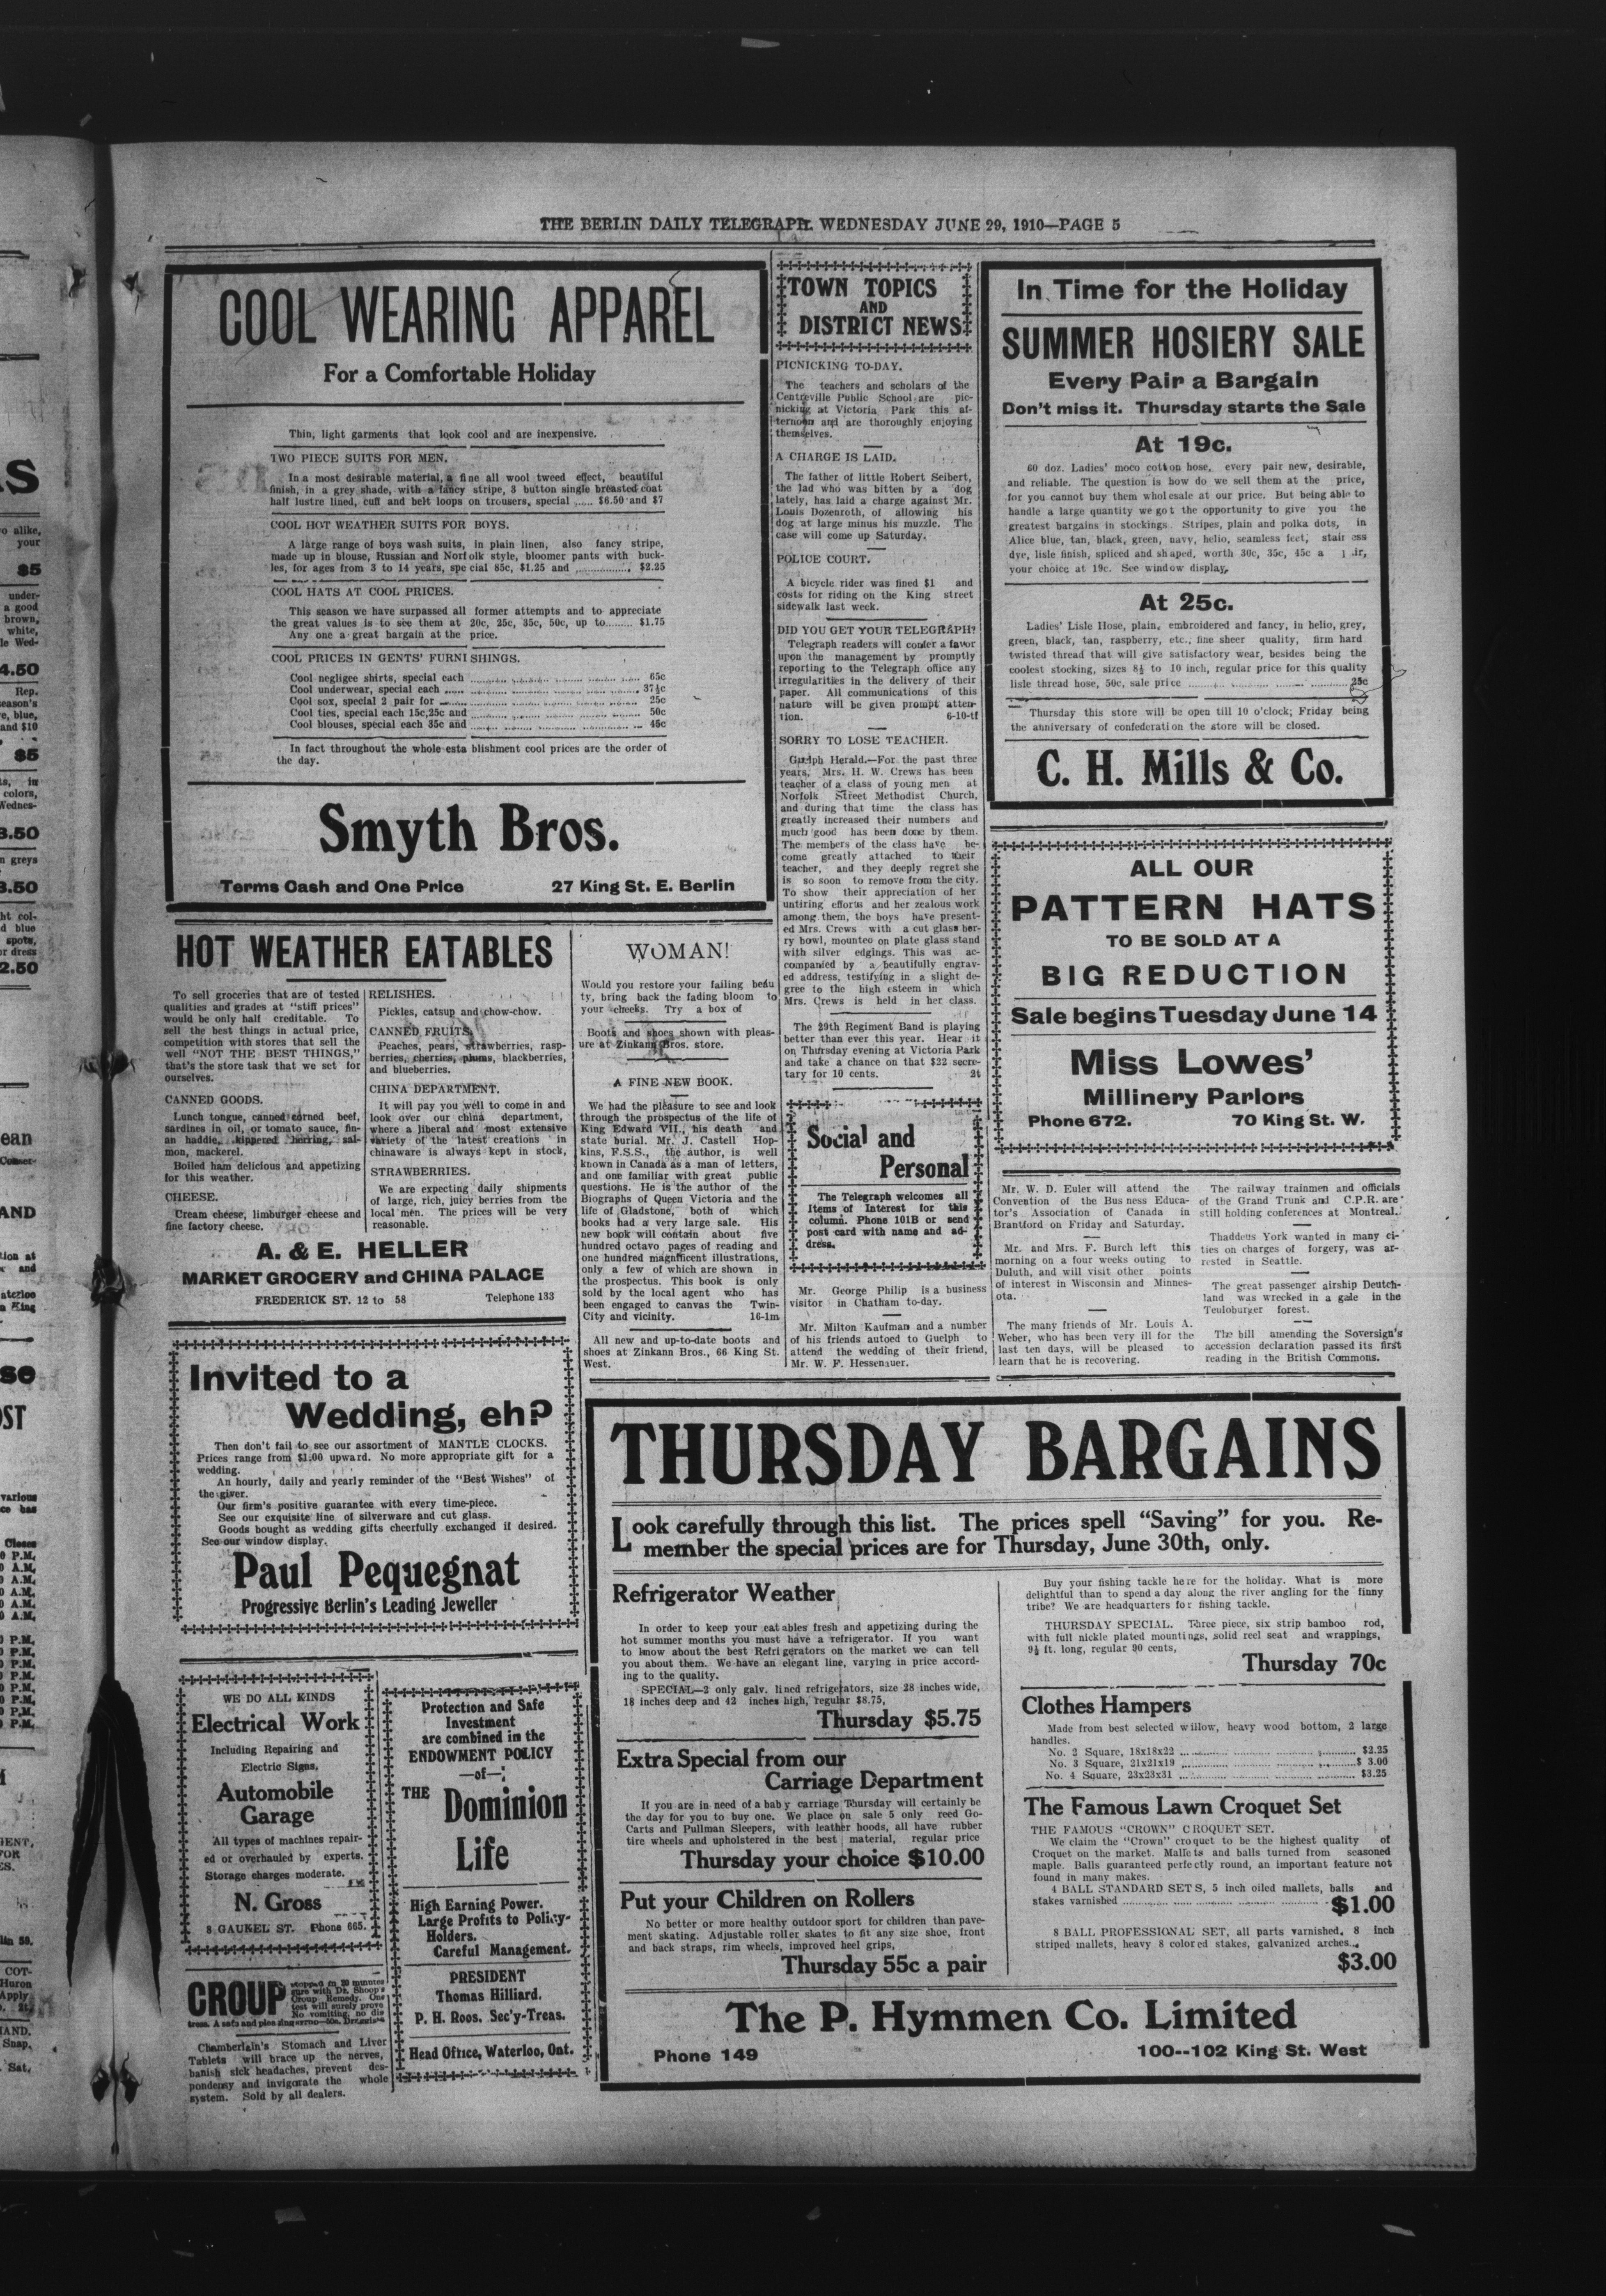 THE BERLIN DAILY TELEGRAPH. WEDNESDAY JUNE 29, 1910—PAGE 5
COOL WEARING APPAREL
For a Comfortable Holiday
Thin, light garments that look cool and are inexpensive.
TWO PIECE SUITS FOR MEN.
In a most desirable material, a fine all wool tweed effect, beautiful
finish, in a grey shade, with a fancy stripe, 3 button single breasted coat
half lustre lined, cuff and belt loops on trousers, special ...... $6.50 and $7
COOL HOT WEATHER SUITS FOR BOYS.
A large range of boys wash suits, in plain linen, also fancy stripe,
made up in blouse, Russian and Norfolk style, bloomer pants with buck-
les, for ages from 3 to 14 years, special 85c, $1.25 and ................ $2.25
COOL HATS AT COOL PRICES.
This season we have surpassed all former attempts and to appreciate
the great values is to see them at 20c, 25c, 35c, 50c, up to......... $1.75
Any one a great bargain at the price.
COOL PRICES IN GENTS' FURNISHINGS.
Cool negligee shirts, special each ........ 65c
Cool underwear, special each ........ 37½c
Cool sox, special 2 pair for ........ 25c
Cool ties, special each 15c,25c and ........ 50c
Cool blouses, special each 35c and ........ 45c
In fact throughout the whole establishment cool prices are the order of
the day.
Smyth Bros.
Terms Cash and One Price 27 King St. E. Berlin
HOT WEATHER EATABLES
To sell groceries that are of tested
qualities and grades at "stiff prices"
would be only half creditable. To
sell the best things in actual price,
competition with stores that sell the
well "NOT THE BEST THINGS,"
that's the store task that we set for
ourselves.
CANNED GOODS.
Lunch tongue, canned corned beef,
sardines in oil, or tomato sauce, fin-
an haddie, kippered herring, sal-
mon, mackerel.
Boiled ham delicious and appetizing
for this weather.
CHEESE.
Cream cheese, limburger cheese and
fine factory cheese.
RELISHES.
Pickles, catsup and chow-chow.
CANNED FRUITS.
Peaches, pears, strawberries, rasp-
berries, cherries, plums, blackberries,
and blueberries.
CHINA DEPARTMENT.
It will pay you well to come in and
look over our china department,
where a liberal and most extensive
variety of the latest creations in
chinaware is always kept in stock,
STRAWBERRIES.
We are expecting daily shipments
of large, rich, juicy berries from the
local men. The prices will be very
reasonable.
A. & E. HELLER
MARKET GROCERY and CHINA PALACE
FREDERICK ST. 12 to 58 Telephone 133
Invited to a
Wedding, eh?
Then don't fail to see our assortment of MANTLE CLOCKS.
Prices range from $1.00 upward. No more appropriate gift for a
wedding.
An hourly, daily and yearly reminder of the "Best Wishes" of
the giver.
Our firm's positive guarantee with every time-piece.
See our exquisite line of silverware and cut glass.
Goods bought as wedding gifts cheerfully exchanged if desired.
See our window display.
Paul Pequegnat
Progressive Berlin's Leading Jeweller
WE DO ALL KINDS
Electrical Work
Including Repairing and
Electric Signs,
Automobile
Garage
All types of machines repair-
ed or overhauled by experts.
Storage charges moderate.
N. Gross
8 GAUKEL ST. Phone 665.
CROUP stopped in 20 minutes
sure with Dr. Shoop's
Croup Remedy. One
test will surely prove
No vomiting, no dis
tress. A safe and pleasing syrup—50c. Druggists
Chamberlain's Stomach and Liver
Tablets will brace up the nerves,
banish sick headaches, prevent des-
pondency and invigorate the whole
system. Sold by all dealers.
Protection and Safe
Investment
are combined in the
ENDOWMENT POLICY
—of—
THE Dominion
Life
High Earning Power.
Large Profits to Policy-
Holders.
Careful Management.
PRESIDENT
Thomas Hilliard.
P. H. Roos. Sec'y-Treas.
Head Office, Waterloo, Ont.
WOMAN!
Would you restore your failing beau
ty, bring back the fading bloom to
your cheeks. Try a box of
Boots and shoes shown with pleas-
ure at Zinkann Bros. store.
A FINE NEW BOOK.
We had the pleasure to see and look
through the prospectus of the life of
King Edward VII., his death and
state burial. Mr. J. Castell Hop-
kins, F.S.S., the author, is well
known in Canada as a man of letters,
and one familiar with great public
questions. He is the author of the
Biographs of Queen Victoria and the
life of Gladstone, both of which
books had a very large sale. His
new book will contain about five
hundred octavo pages of reading and
one hundred magnificent illustrations,
only a few of which are shown in
the prospectus. This book is only
sold by the local agent who has
been engaged to canvas the Twin-
City and vicinity. 16-1m
All new and up-to-date boots and
shoes at Zinkann Bros., 66 King St.
West.
TOWN TOPICS
AND
DISTRICT NEWS
PICNICKING TO-DAY.
The teachers and scholars of the
Centreville Public School are pic-
nicking at Victoria Park this af-
ternoon and are thoroughly enjoying
themselves.
A CHARGE IS LAID.
The father of little Robert Seibert,
the lad who was bitten by a dog
lately, has laid a charge against Mr.
Louis Dozenroth, of allowing his
dog at large minus his muzzle. The
case will come up Saturday.
POLICE COURT.
A bicycle rider was fined $1 and
costs for riding on the King street
sidewalk last week.
DID YOU GET YOUR TELEGRAPH?
Telegraph readers will confer a favor
upon the management by promptly
reporting to the Telegraph office any
irregularities in the delivery of their
paper. All communications of this
nature will be given prompt atten-
tion. 6-10-tf
SORRY TO LOSE TEACHER.
Guelph Herald.—For the past three
years, Mrs. H. W. Crews has been
teacher of a class of young men at
Norfolk Street Methodist Church,
and during that time the class has
greatly increased their numbers and
much good has been done by them.
The members of the class have be-
come greatly attached to their
teacher, and they deeply regret she
is so soon to remove from the city.
To show their appreciation of her
untiring efforts and her zealous work
among them, the boys have present-
ed Mrs. Crews with a cut glass ber-
ry bowl, mounted on plate glass stand
with silver edgings. This was ac-
companied by a beautifully engrav-
ed address, testifying in a slight de-
gree to the high esteem in which
Mrs. Crews is held in her class.
The 29th Regiment Band is playing
better than ever this year. Hear it
on Thursday evening at Victoria Park
and take a chance on that $22 secre-
tary for 10 cents. 2t
Social and
Personal
The Telegraph welcomes all
Items of Interest for this
column. Phone 101B or send
post card with name and ad-
dress.
Mr. George Philip is a business
visitor in Chatham to-day.
Mr. Milton Kaufman and a number
of his friends autoed to Guelph to
attend the wedding of their friend,
Mr. W. F. Hessenauer.
In Time for the Holiday
SUMMER HOSIERY SALE
Every Pair a Bargain
Don't miss it. Thursday starts the Sale
At 19c.
60 doz. Ladies' moco cotton hose, every pair new, desirable,
and reliable. The question is how do we sell them at the price,
for you cannot buy them wholesale at our price. But being able to
handle a large quantity we got the opportunity to give you the
greatest bargains in stockings. Stripes, plain and polka dots, in
Alice blue, tan, black, green, navy, helio, seamless feet,
dye, lisle finish, spliced and shaped, worth 30c, 35c, 45c a
your choice at 19c. See window display.
At 25c.
Ladies' Lisle Hose, plain, embroidered and fancy, in helio, grey,
green, black, tan, raspberry, etc., fine sheer quality, firm hard
twisted thread that will give satisfactory wear, besides being the
coolest stocking, sizes 8½ to 10 inch, regular price for this quality
lisle thread hose, 50c, sale price ........ 25c
Thursday this store will be open till 10 o'clock; Friday being
the anniversary of confederation the store will be closed.
C. H. Mills & Co.
ALL OUR
PATTERN HATS
TO BE SOLD AT A
BIG REDUCTION
Sale begins Tuesday June 14
Miss Lowes'
Millinery Parlors
Phone 672. 70 King St. W.
Mr. W. D. Euler will attend the
Convention of the Business Educa-
tor's Association of Canada in
Brantford on Friday and Saturday.
Mr. and Mrs. F. Burch left this
morning on a four weeks outing to
Duluth, and will visit other points
of interest in Wisconsin and Minnes-
ota.
The many friends of Mr. Louis A.
Weber, who has been very ill for the
last ten days, will be pleased to
learn that he is recovering.
The railway trainmen and officials
of the Grand Trunk and C.P.R. are
still holding conferences at Montreal.
Thaddeus York wanted in many ci-
ties on charges of forgery, was ar-
rested in Seattle.
The great passenger airship Deutch-
land was wrecked in a gale in the
Teuloburger forest.
The bill amending the Soversign's
accession declaration passed its first
reading in the British Commons.
THURSDAY BARGAINS
Look carefully through this list. The prices spell "Saving" for you. Re-
member the special prices are for Thursday, June 30th, only.
Refrigerator Weather
In order to keep your eatables fresh and appetizing during the
hot summer months you must have a refrigerator. If you want
to know about the best Refrigerators on the market we can tell
you about them. We have an elegant line, varying in price accord-
ing to the quality.
SPECIAL—2 only galv. lined refrigerators, size 28 inches wide,
18 inches deep and 42 inches high, regular $8.75,
Thursday $5.75
Extra Special from our
Carriage Department
If you are in need of a baby carriage Thursday will certainly be
the day for you to buy one. We place on sale 5 only reed Go-
Carts and Pullman Sleepers, with leather hoods, all have rubber
tire wheels and upholstered in the best material, regular price
Thursday your choice $10.00
Put your Children on Rollers
No better or more healthy outdoor sport for children than pave-
ment skating. Adjustable roller skates to fit any size shoe, front
and back straps, rim wheels, improved heel grips,
Thursday 55c a pair
Buy your fishing tackle here for the holiday. What is more
delightful than to spend a day along the river angling for the finny
tribe? We are headquarters for fishing tackle.
THURSDAY SPECIAL. Three piece, six strip bamboo rod,
with full nickle plated mountings, solid reel seat and wrappings,
9½ ft. long, regular 90 cents,
Thursday 70c
Clothes Hampers
Made from best selected willow, heavy wood bottom, 2 large
handles.
No. 2 Square, 18x18x22 ........ $2.25
No. 3 Square, 21x21x19 ........ $ 3.00
No. 4 Square, 23x23x31 ........ $3.25
The Famous Lawn Croquet Set
THE FAMOUS "CROWN" CROQUET SET.
We claim the "Crown" croquet to be the highest quality of
Croquet on the market. Mallets and balls turned from seasoned
maple. Balls guaranteed perfectly round, an important feature not
found in many makes.
4 BALL STANDARD SETS, 5 inch oiled mallets, balls and
stakes varnished ........ $1.00
8 BALL PROFESSIONAL SET, all parts varnished, 8 inch
striped mallets, heavy 8 colored stakes, galvanized arches..
$3.00
The P. Hymmen Co. Limited
Phone 149 100--102 King St. West